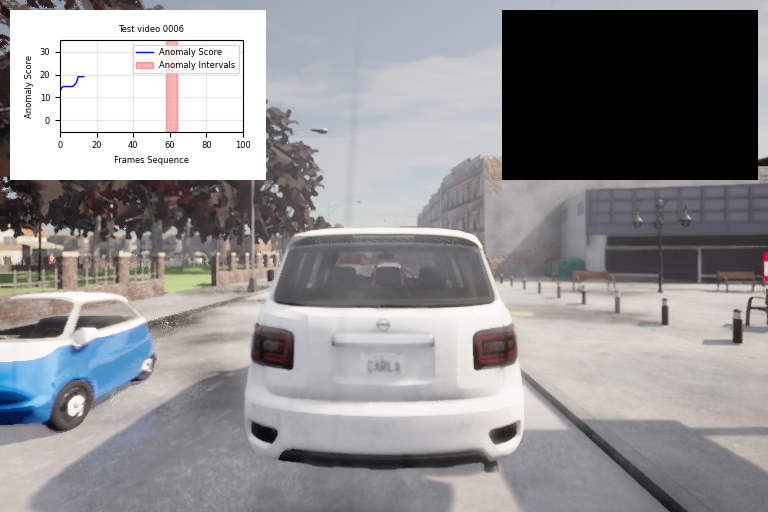 Test video 0006
Anomaly Score
Anomaly Intervals
30
20
10
0
Anomaly Score
0 20 40 60 80 100
Frames Sequence
CARLA